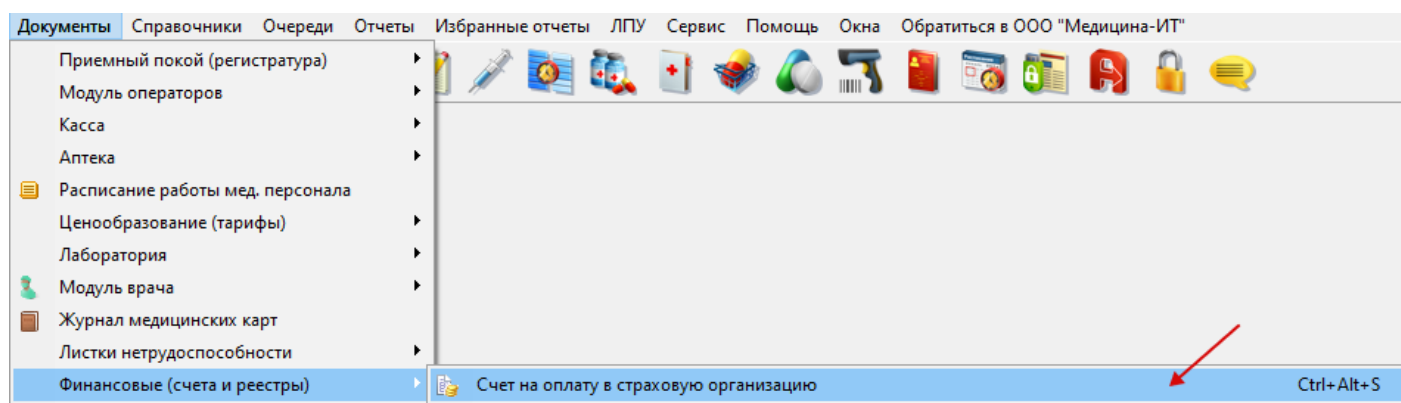 Документы Справочники Очереди Отчеты Избранные отчеты ЛПУ Сервис Помощь Окна Обратиться в ООО "Медицина-ИТ"
Приемный покой (регистратура)
Модуль операторов
Касса
Аптека
Расписание работы мед. персонала
Ценообразование (тарифы)
Лаборатория
Модуль врача
Журнал медицинских карт
Листки нетрудоспособности
Финансовые (счета и реестры) Счет на оплату в страховую организацию Ctrl+Alt+S